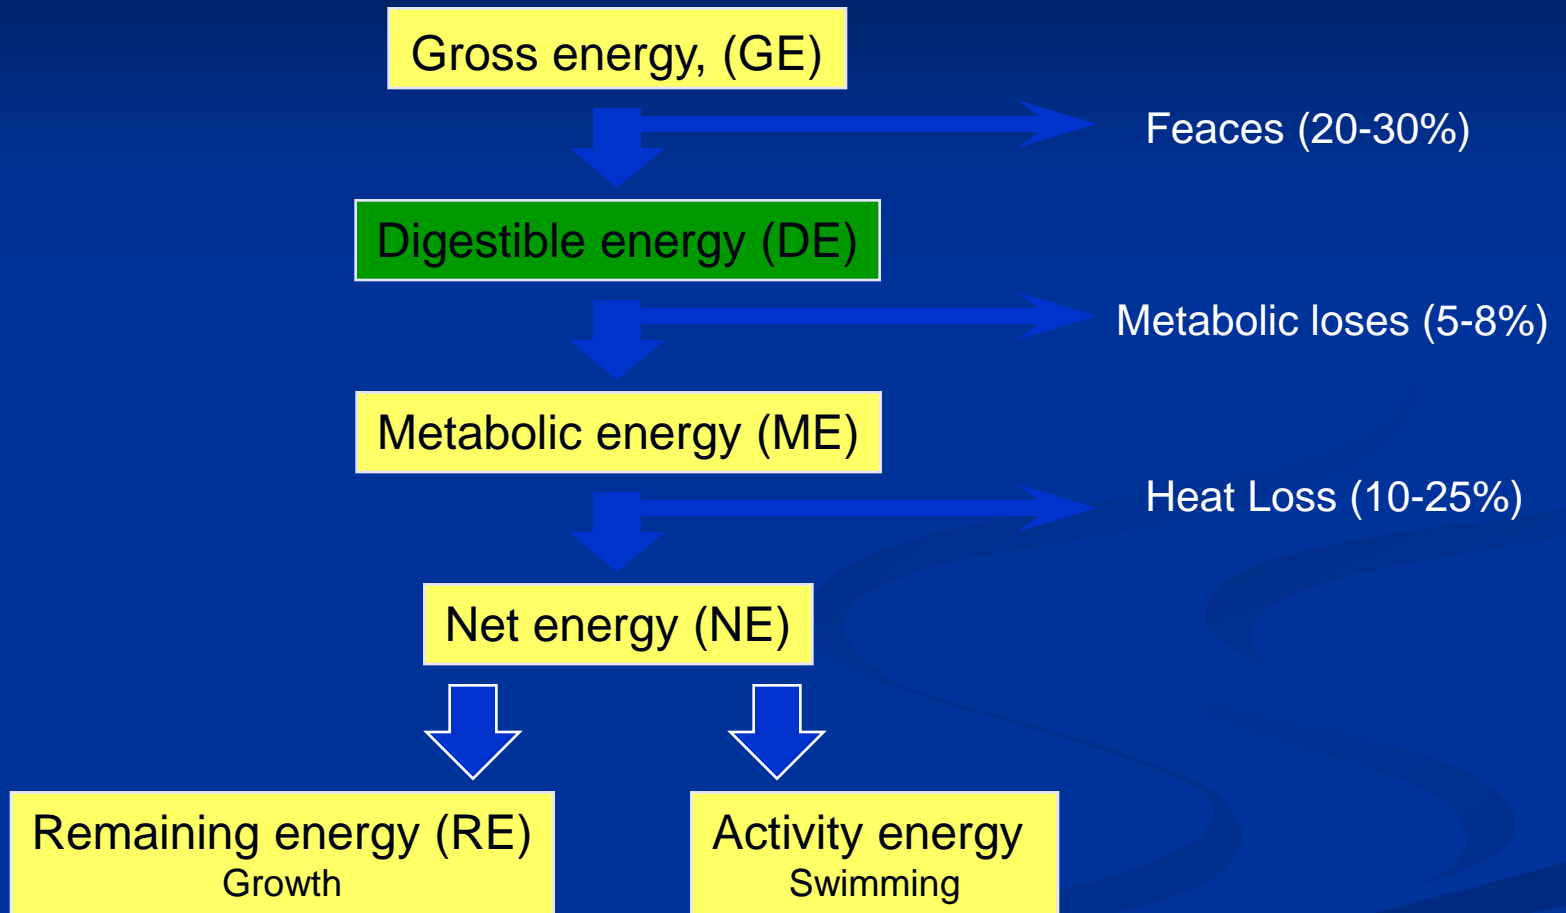 Gross energy, (GE)
Feaces (20-30%)
Digestible energy (DE)
Metabolic loses (5-8%)
Metabolic energy (ME)
Heat Loss (10-25%)
Net energy (NE)
Remaining energy (RE)
Growth
Activity energy
Swimming